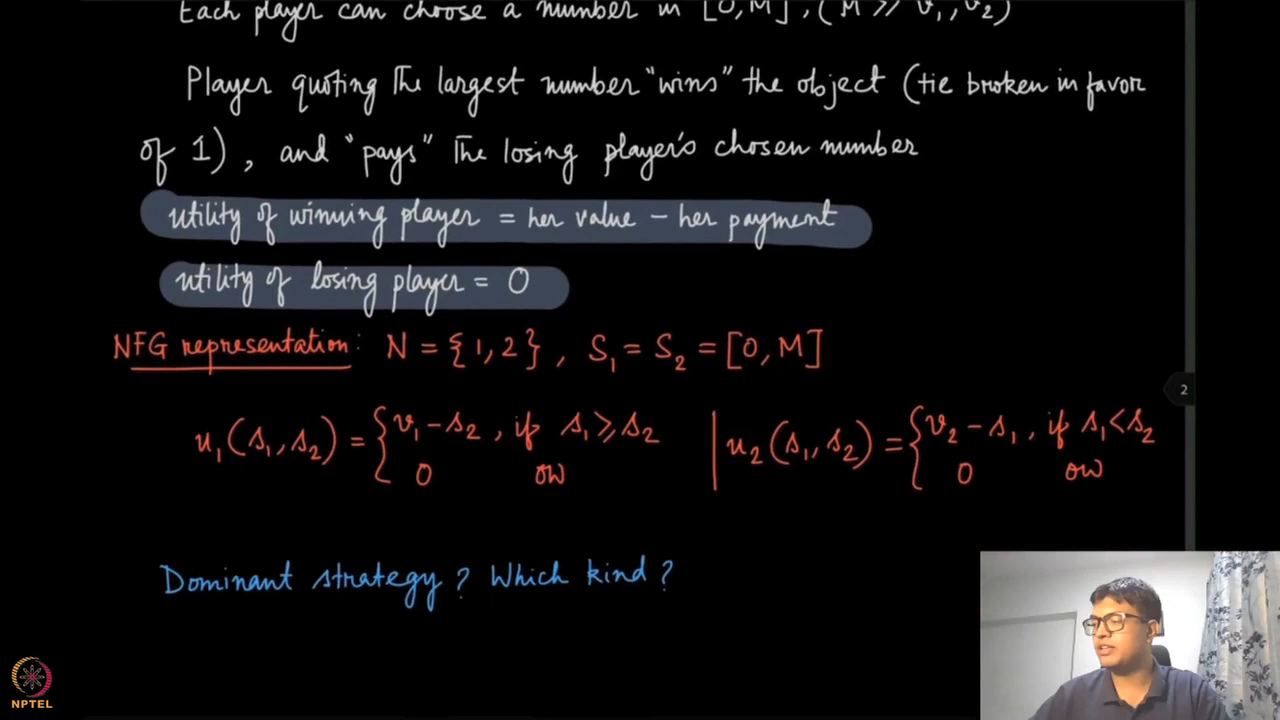 Each player can choose a number in [0,M], (M >> v₁, v₂)
Player quoting the largest number "wins" the object (tie broken in favor
of 1), and "pays" the losing player's chosen number
utility of winning player = her value - her payment
utility of losing player = 0
NFG representation: N = {1,2}, S₁ = S₂ = [0, M]
u₁(s₁, s₂) = { v₁ - s₂, if s₁ ≥ s₂ | u₂(s₁, s₂) = { v₂ - s₁, if s₁ < s₂
0 ow 0 ow
2
Dominant strategy? Which kind?
NPTEL